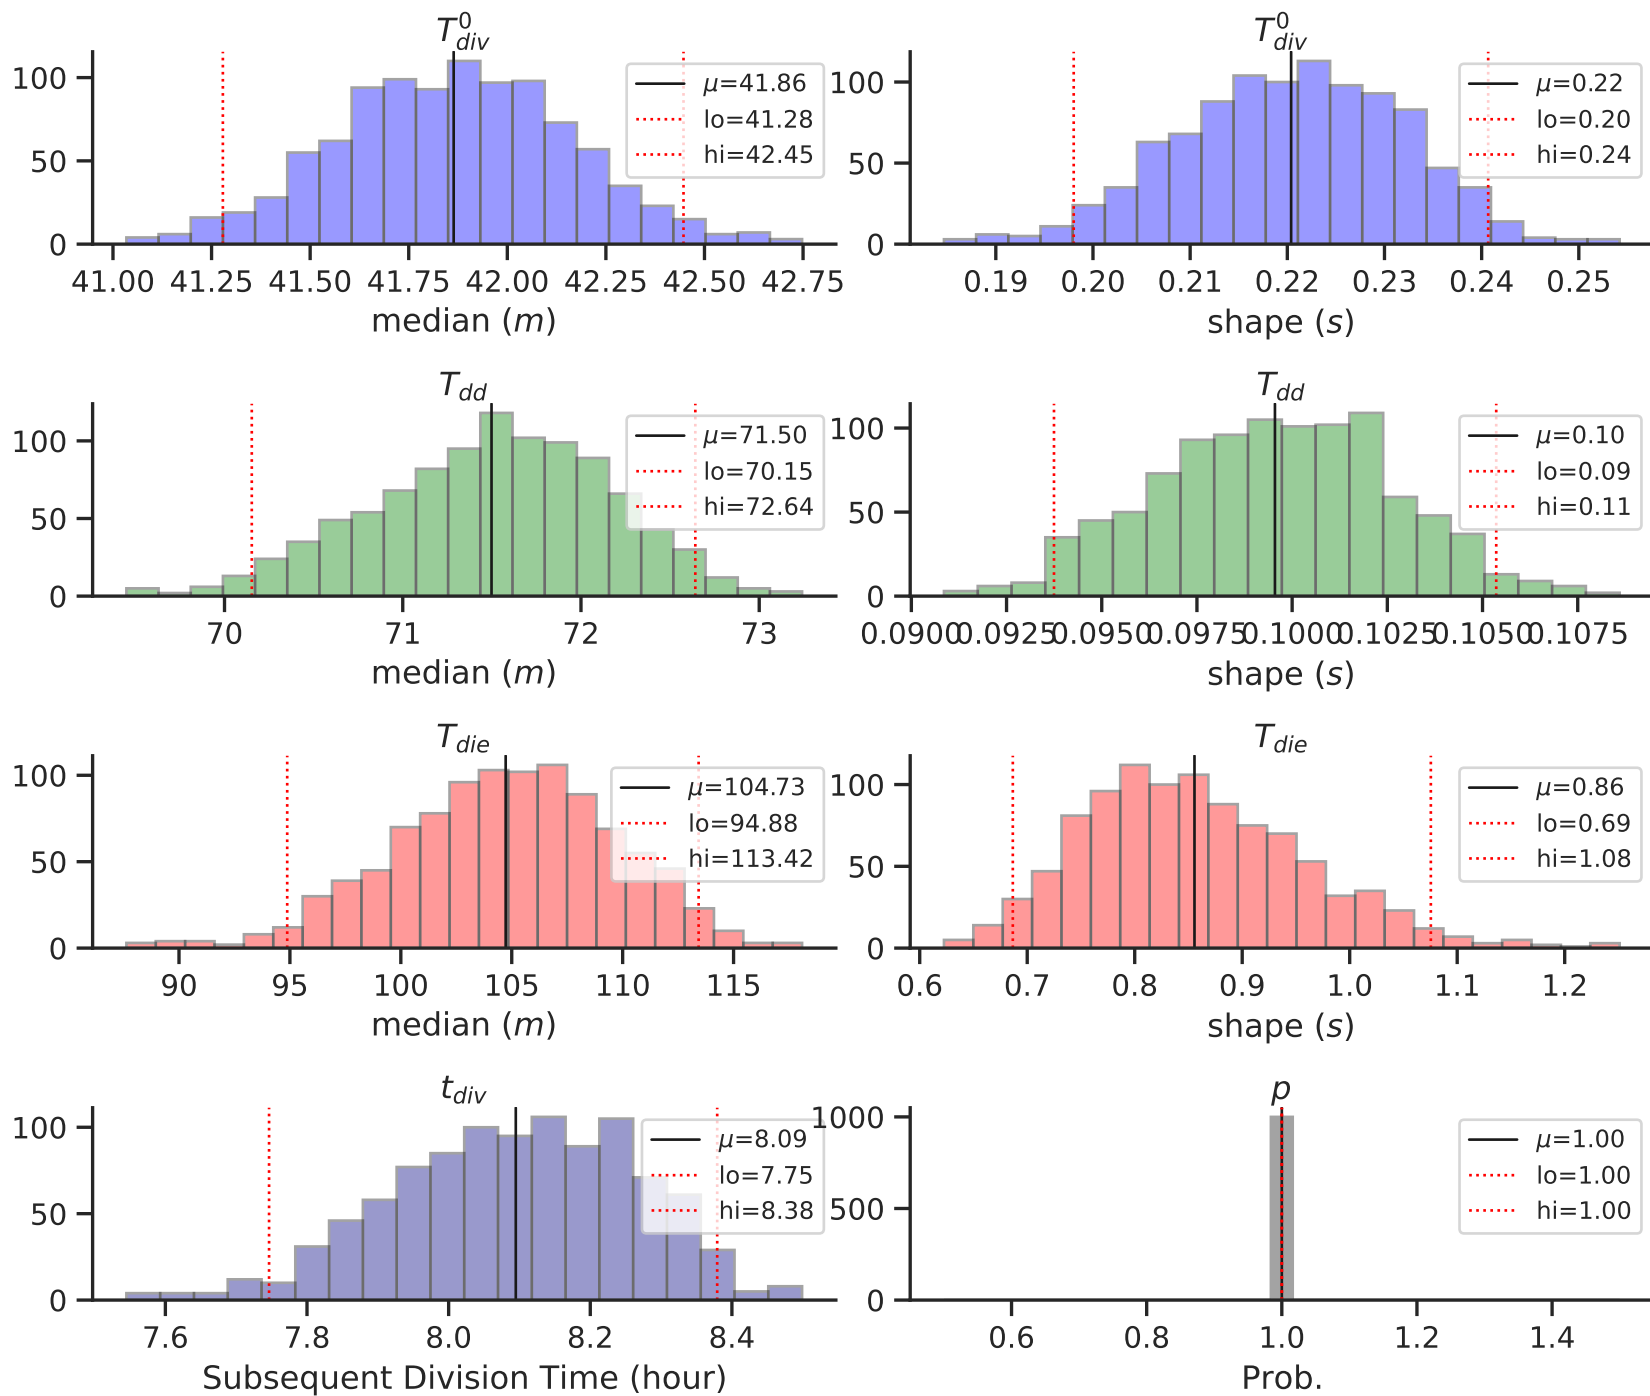 T⁰div
100
50
0
μ=41.86
lo=41.28
hi=42.45
41.00 41.25 41.50 41.75 42.00 42.25 42.50 42.75
median (m)
T⁰div
100
50
0
μ=0.22
lo=0.20
hi=0.24
0.19 0.20 0.21 0.22 0.23 0.24 0.25
shape (s)
Tdd
100
50
0
μ=71.50
lo=70.15
hi=72.64
70 71 72 73
median (m)
Tdd
100
50
0
μ=0.10
lo=0.09
hi=0.11
0.0900 0.0925 0.0950 0.0975 0.1000 0.1025 0.1050 0.1075
shape (s)
Tdie
100
50
0
μ=104.73
lo=94.88
hi=113.42
90 95 100 105 110 115
median (m)
Tdie
100
50
0
μ=0.86
lo=0.69
hi=1.08
0.6 0.7 0.8 0.9 1.0 1.1 1.2
shape (s)
tdiv
100
50
0
μ=8.09
lo=7.75
hi=8.38
7.6 7.8 8.0 8.2 8.4
Subsequent Division Time (hour)
p
1000
500
0
μ=1.00
lo=1.00
hi=1.00
0.6 0.8 1.0 1.2 1.4
Prob.